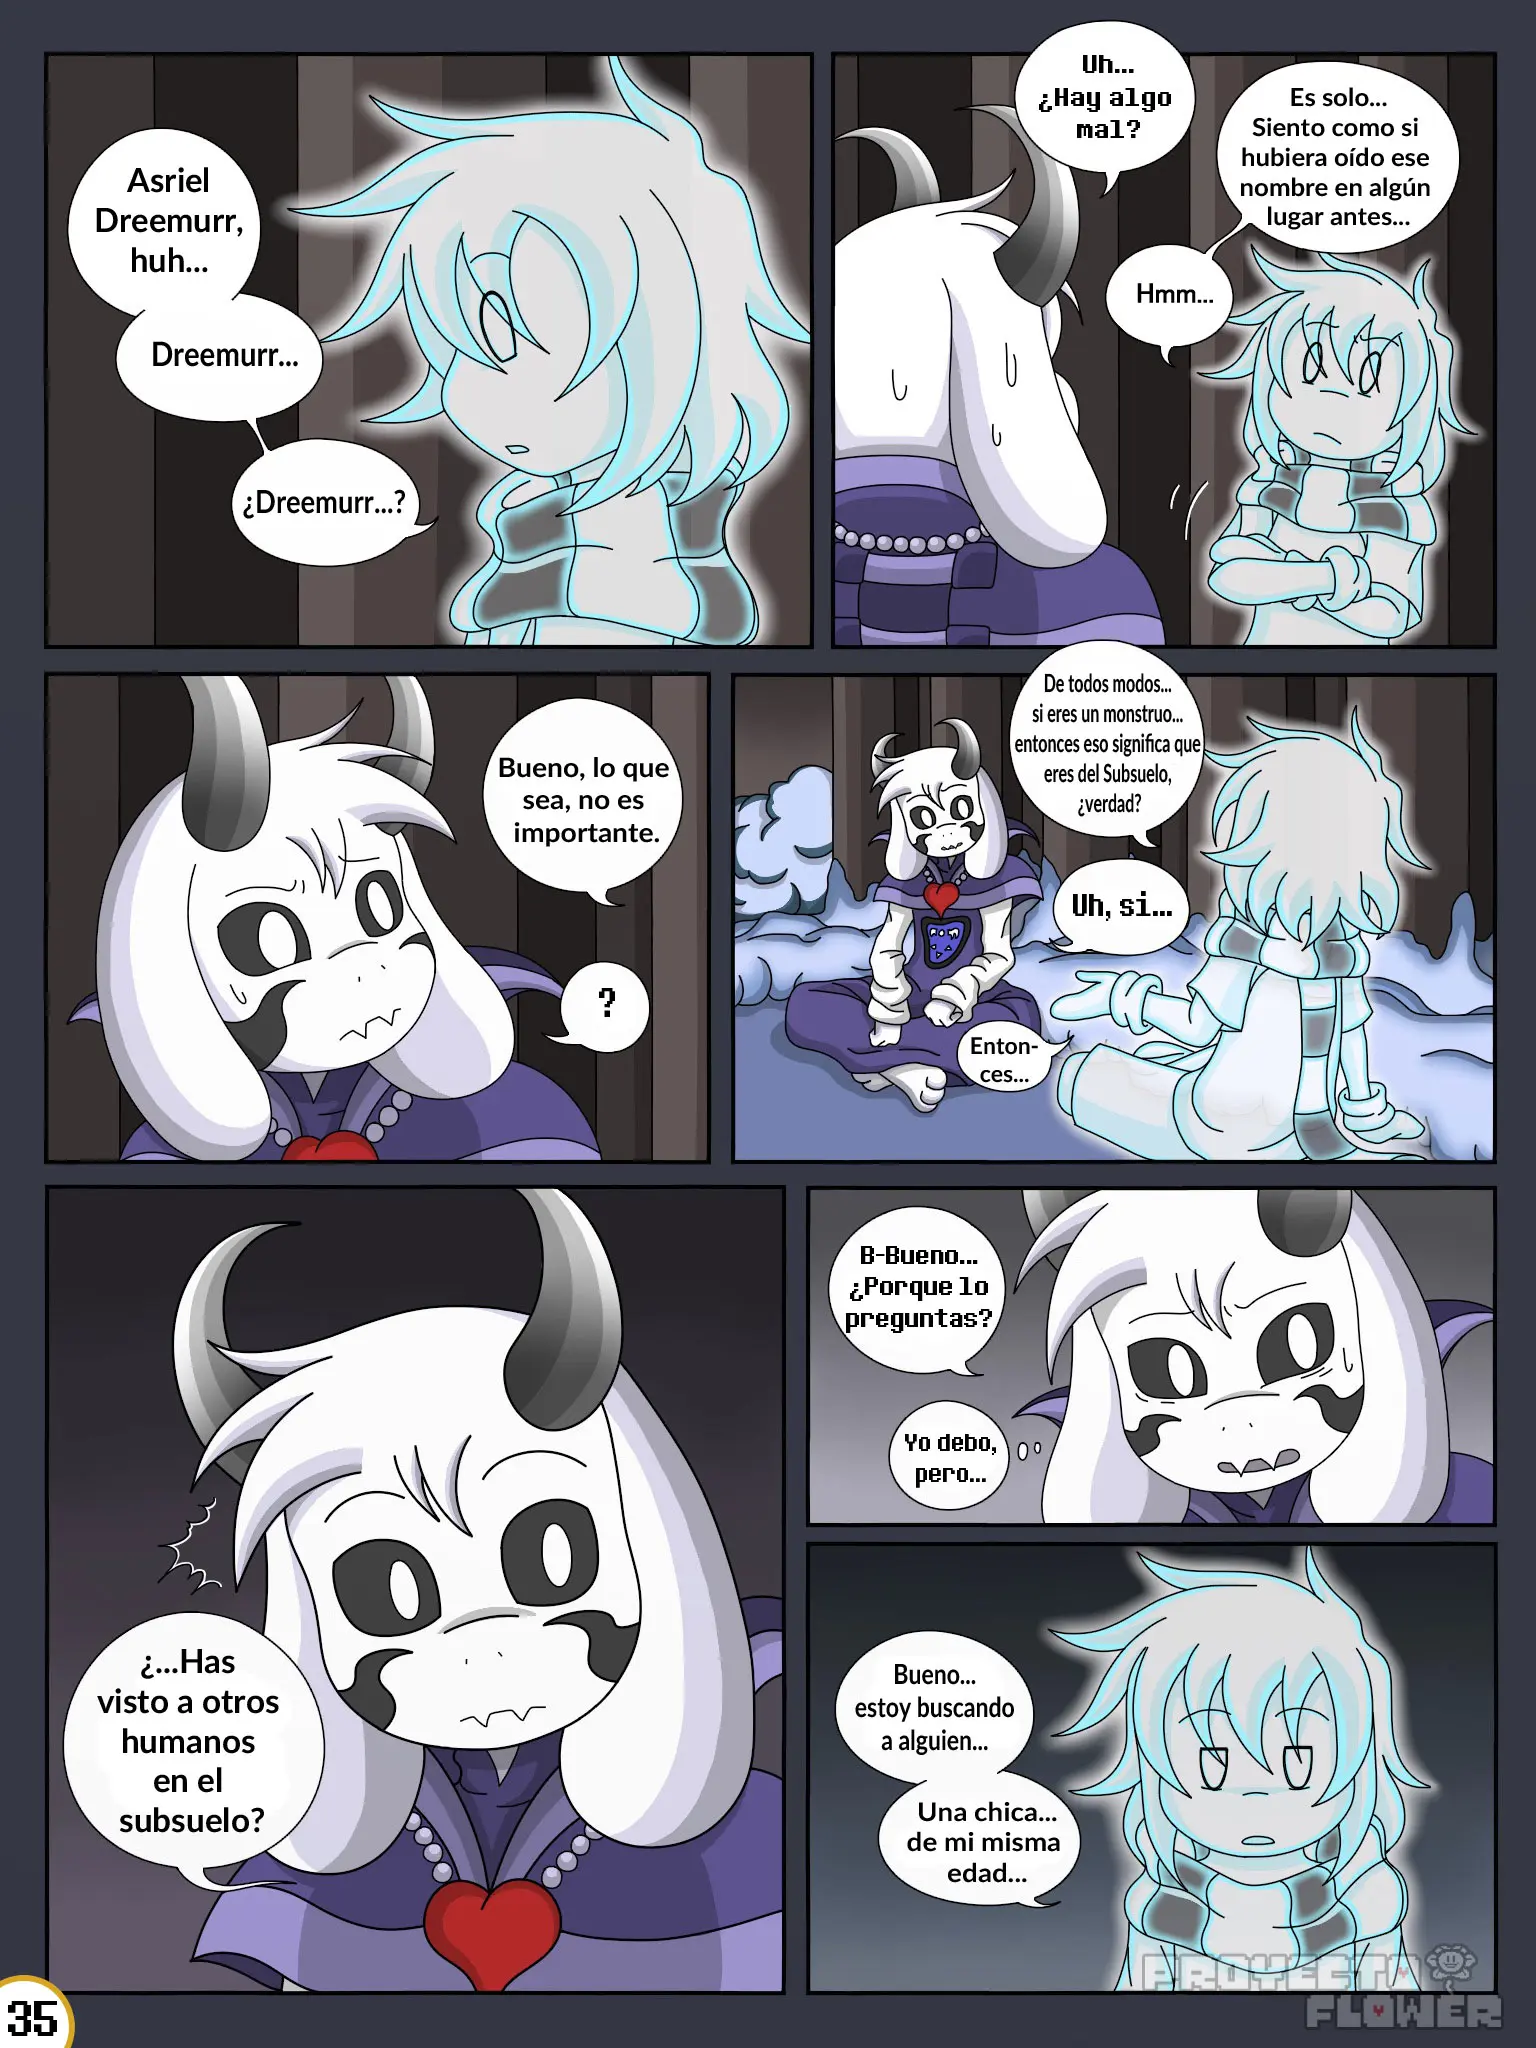 Asriel
Dreemurr,
huh...
Dreemurr...
¿Dreemurr...?
Uh...
¿Hay algo
mal?
Es solo...
Siento como si
hubiera oído ese
nombre en algún
lugar antes...
Hmm...
Bueno, lo que
sea, no es
importante.
?
De todos modos...
si eres un monstruo...
entonces eso significa que
eres del Subsuelo,
¿verdad?
Uh, si...
Enton-
ces...
¿...Has
visto a otros
humanos
en el
subsuelo?
B-Bueno...
¿Porque lo
preguntas?
Yo debo,
pero...
Bueno...
estoy buscando
a alguien...
Una chica...
de mi misma
edad...
PROYECTO
FLOWER
35